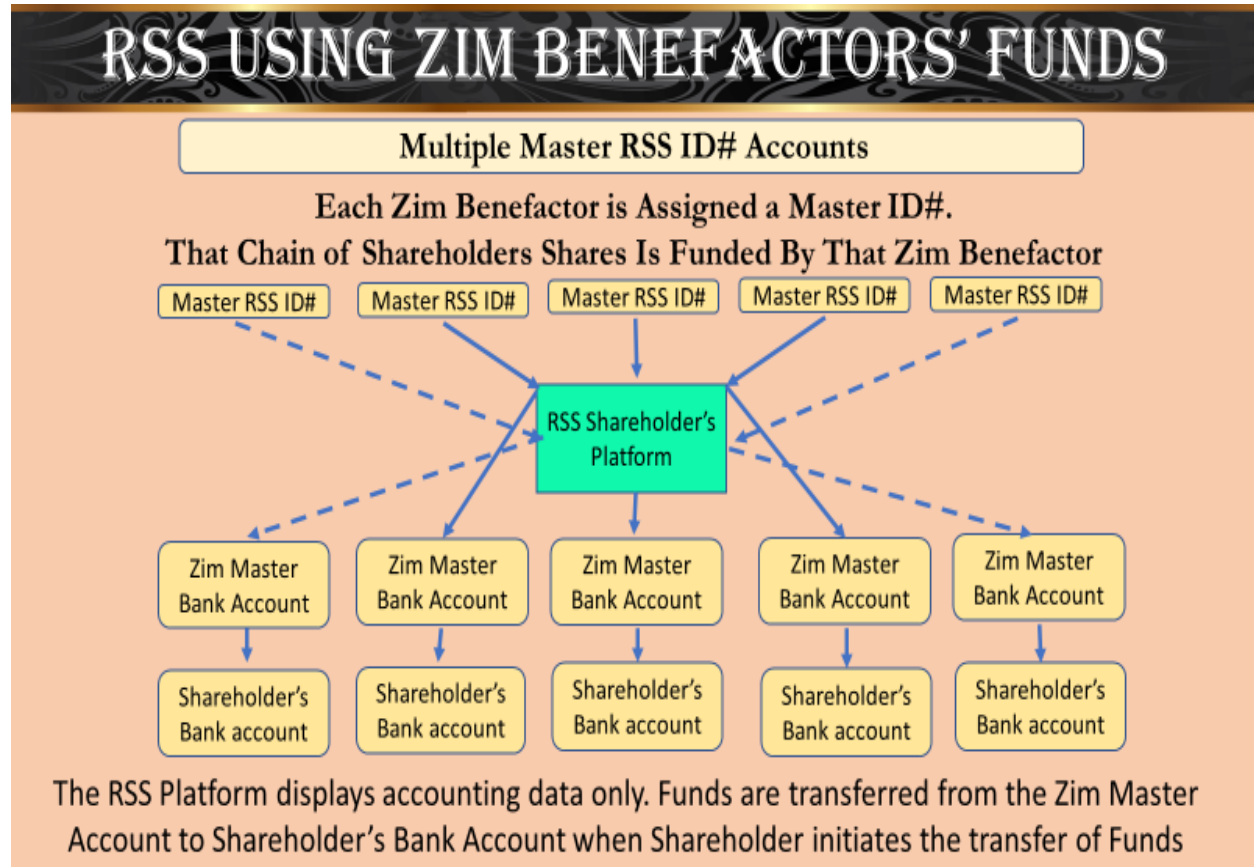 RSS USING ZIM BENEFACTORS' FUNDS
Multiple Master RSS ID# Accounts
Each Zim Benefactor is Assigned a Master ID#.
That Chain of Shareholders Shares Is Funded By That Zim Benefactor
Master RSS ID#
Master RSS ID#
Master RSS ID#
Master RSS ID#
Master RSS ID#
RSS Shareholder's
Platform
Zim Master
Bank Account
Zim Master
Bank Account
Zim Master
Bank Account
Zim Master
Bank Account
Zim Master
Bank Account
Shareholder's
Bank account
Shareholder's
Bank account
Shareholder's
Bank account
Shareholder's
Bank account
Shareholder's
Bank account
The RSS Platform displays accounting data only. Funds are transferred from the Zim Master
Account to Shareholder's Bank Account when Shareholder initiates the transfer of Funds